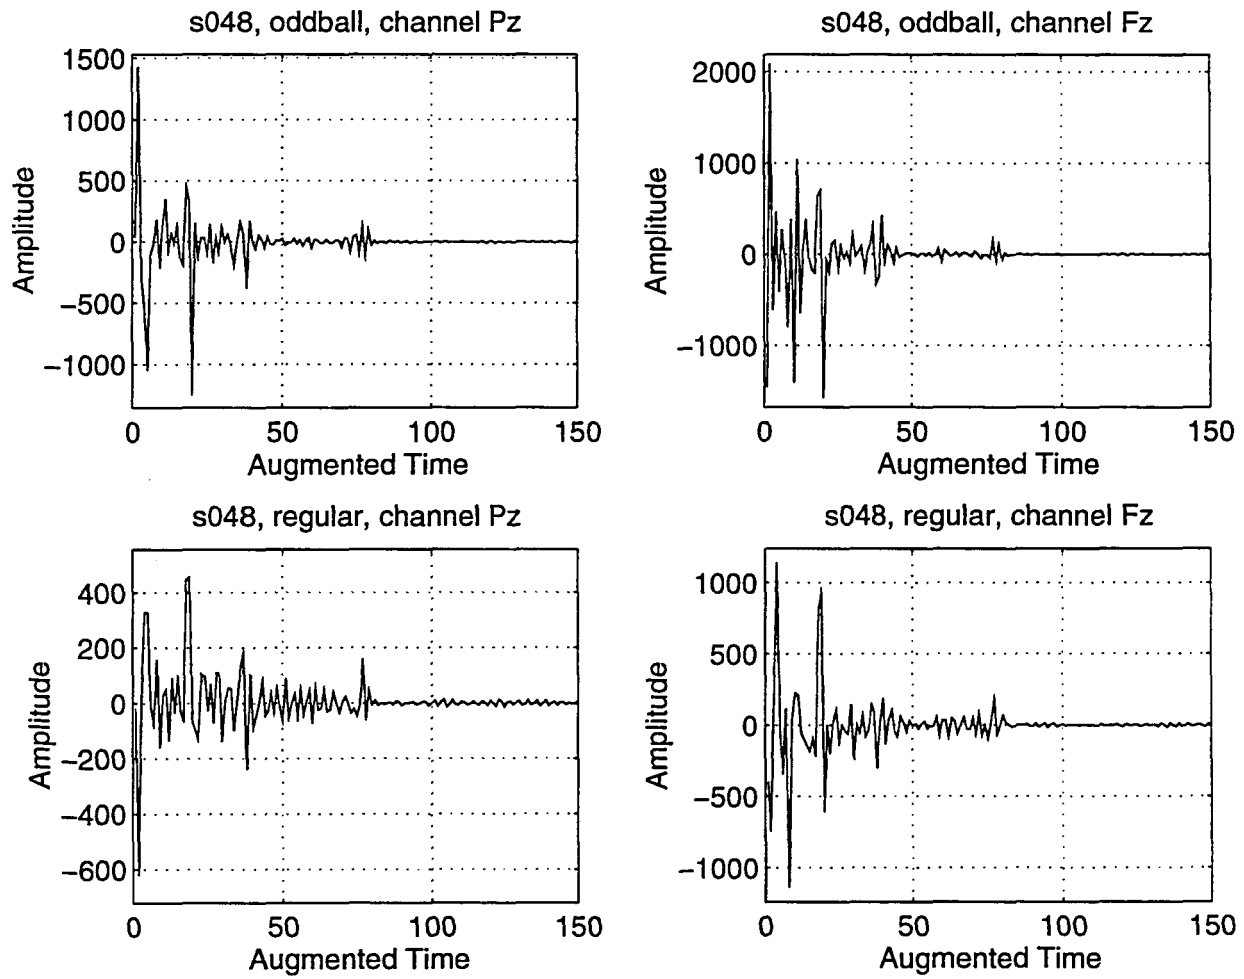 s048, oddball, channel Pz
1500
1000
500
0
−500
−1000
Amplitude
0 50 100 150
Augmented Time
s048, oddball, channel Fz
2000
1000
0
−1000
Amplitude
0 50 100 150
Augmented Time
s048, regular, channel Pz
400
200
0
−200
−400
−600
Amplitude
0 50 100 150
Augmented Time
s048, regular, channel Fz
1000
500
0
−500
−1000
Amplitude
0 50 100 150
Augmented Time